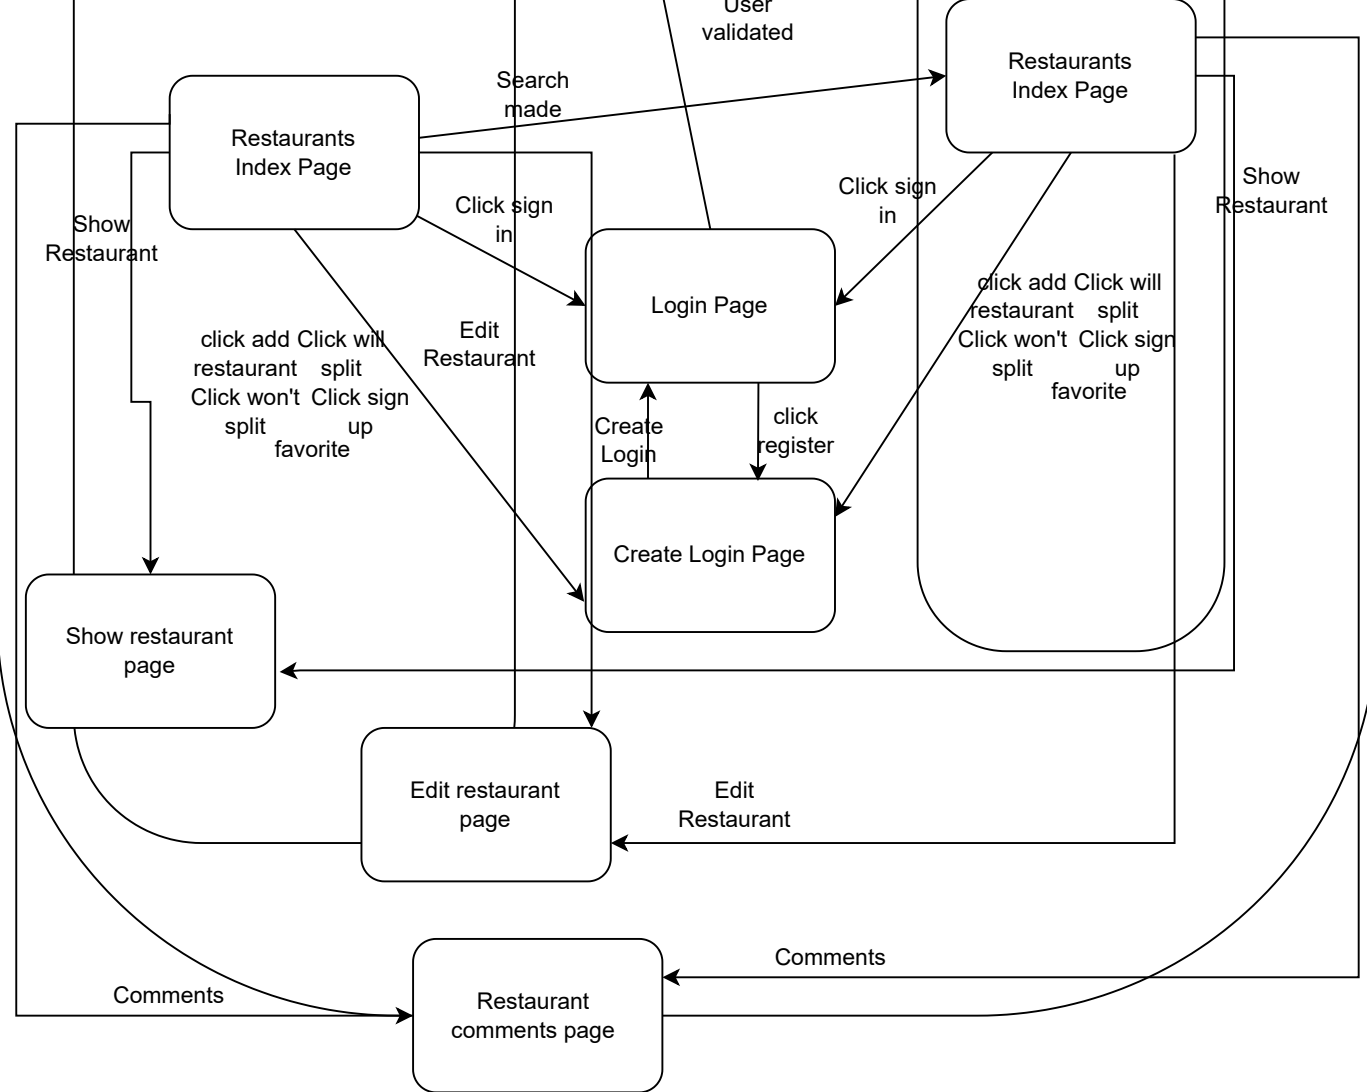 User
validated
Restaurants
Index Page
Search
made
Restaurants
Index Page
Show
Restaurant
Click sign
in
Click sign
in
Show
Restaurant
Login Page
click add
restaurant
Click will
split
Click won't
split
Click sign
up
favorite
Edit
Restaurant
click add
restaurant
Click will
split
Click won't
split
Click sign
up
favorite
Create
Login
click
register
Create Login Page
Show restaurant
page
Edit restaurant
page
Edit
Restaurant
Comments
Comments
Restaurant
comments page